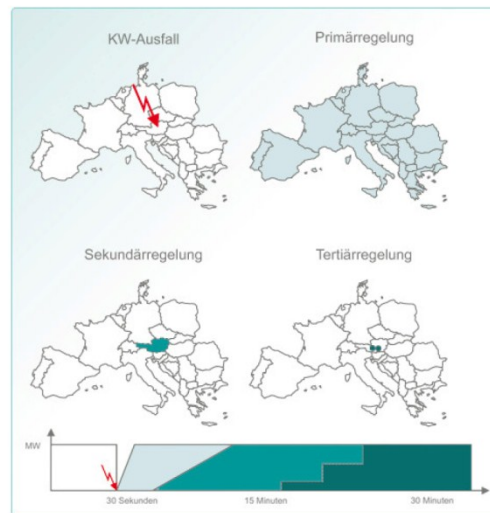 KW-Ausfall
Primärregelung
Sekundärregelung
Tertiärregelung
MW
30 Sekunden
15 Minuten
30 Minuten